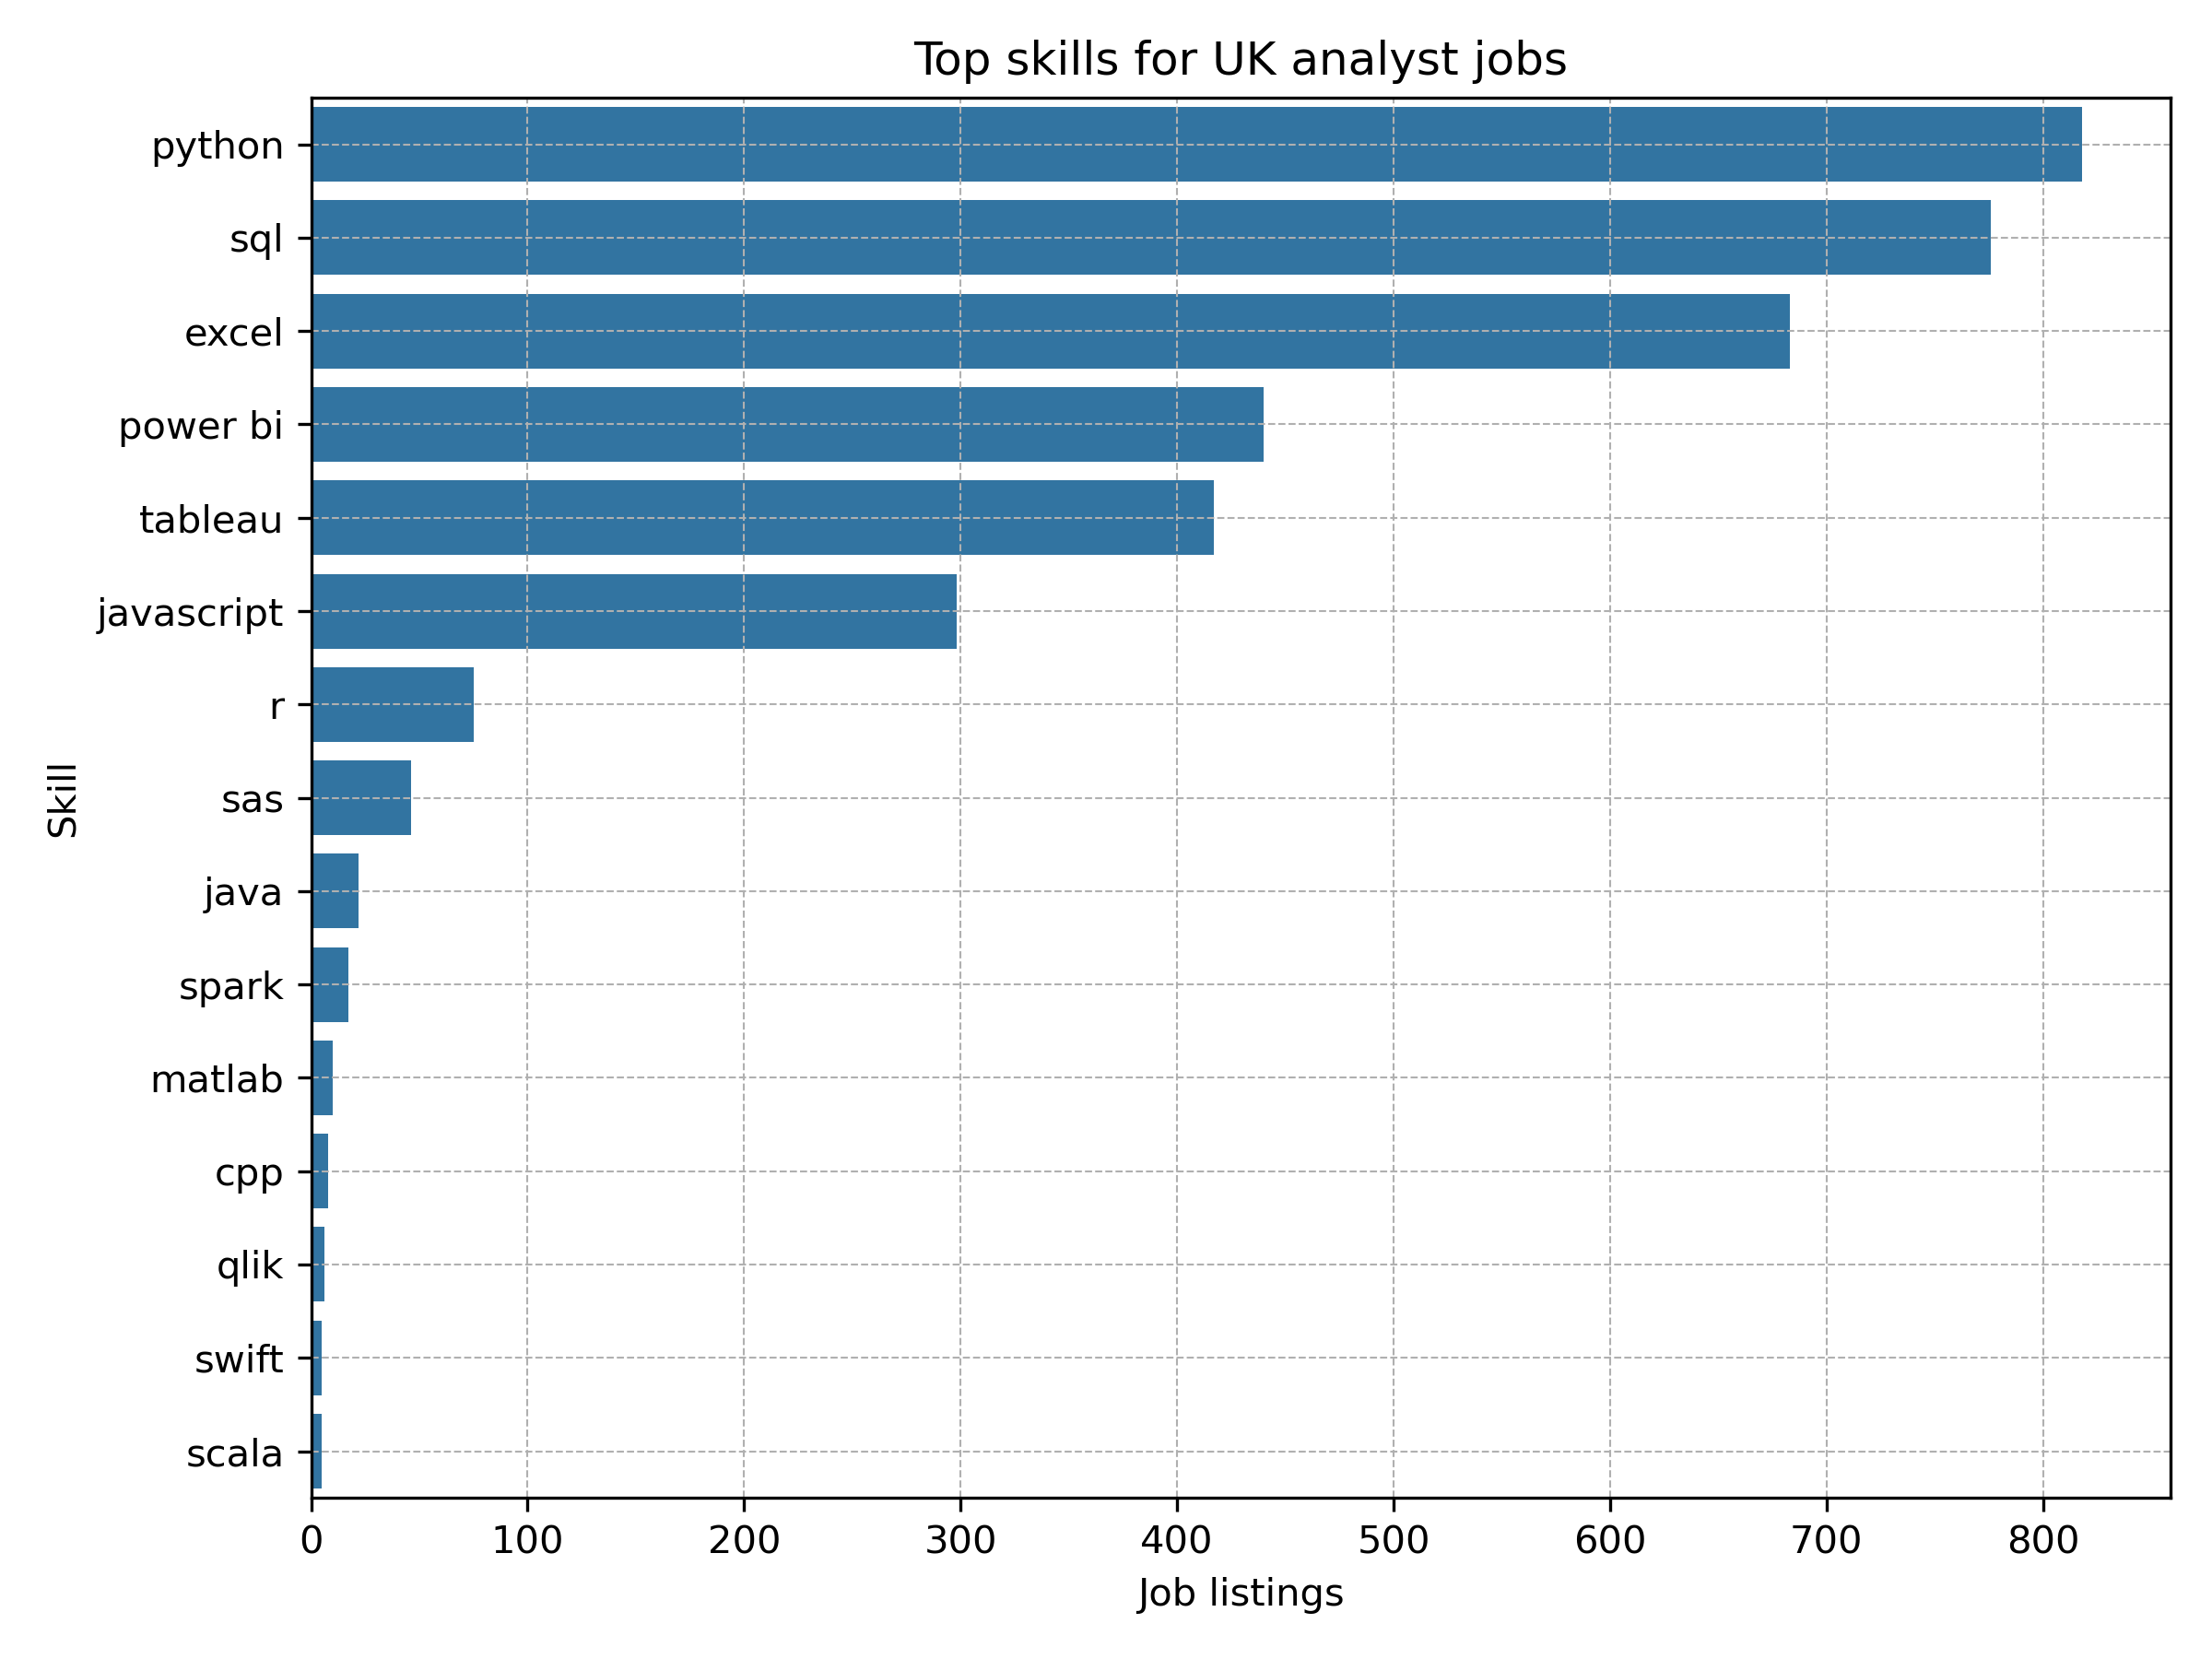 Top skills for UK analyst jobs
python
sql
excel
power bi
tableau
javascript
r
sas
java
spark
matlab
cpp
qlik
swift
scala
Skill
0 100 200 300 400 500 600 700 800
Job listings